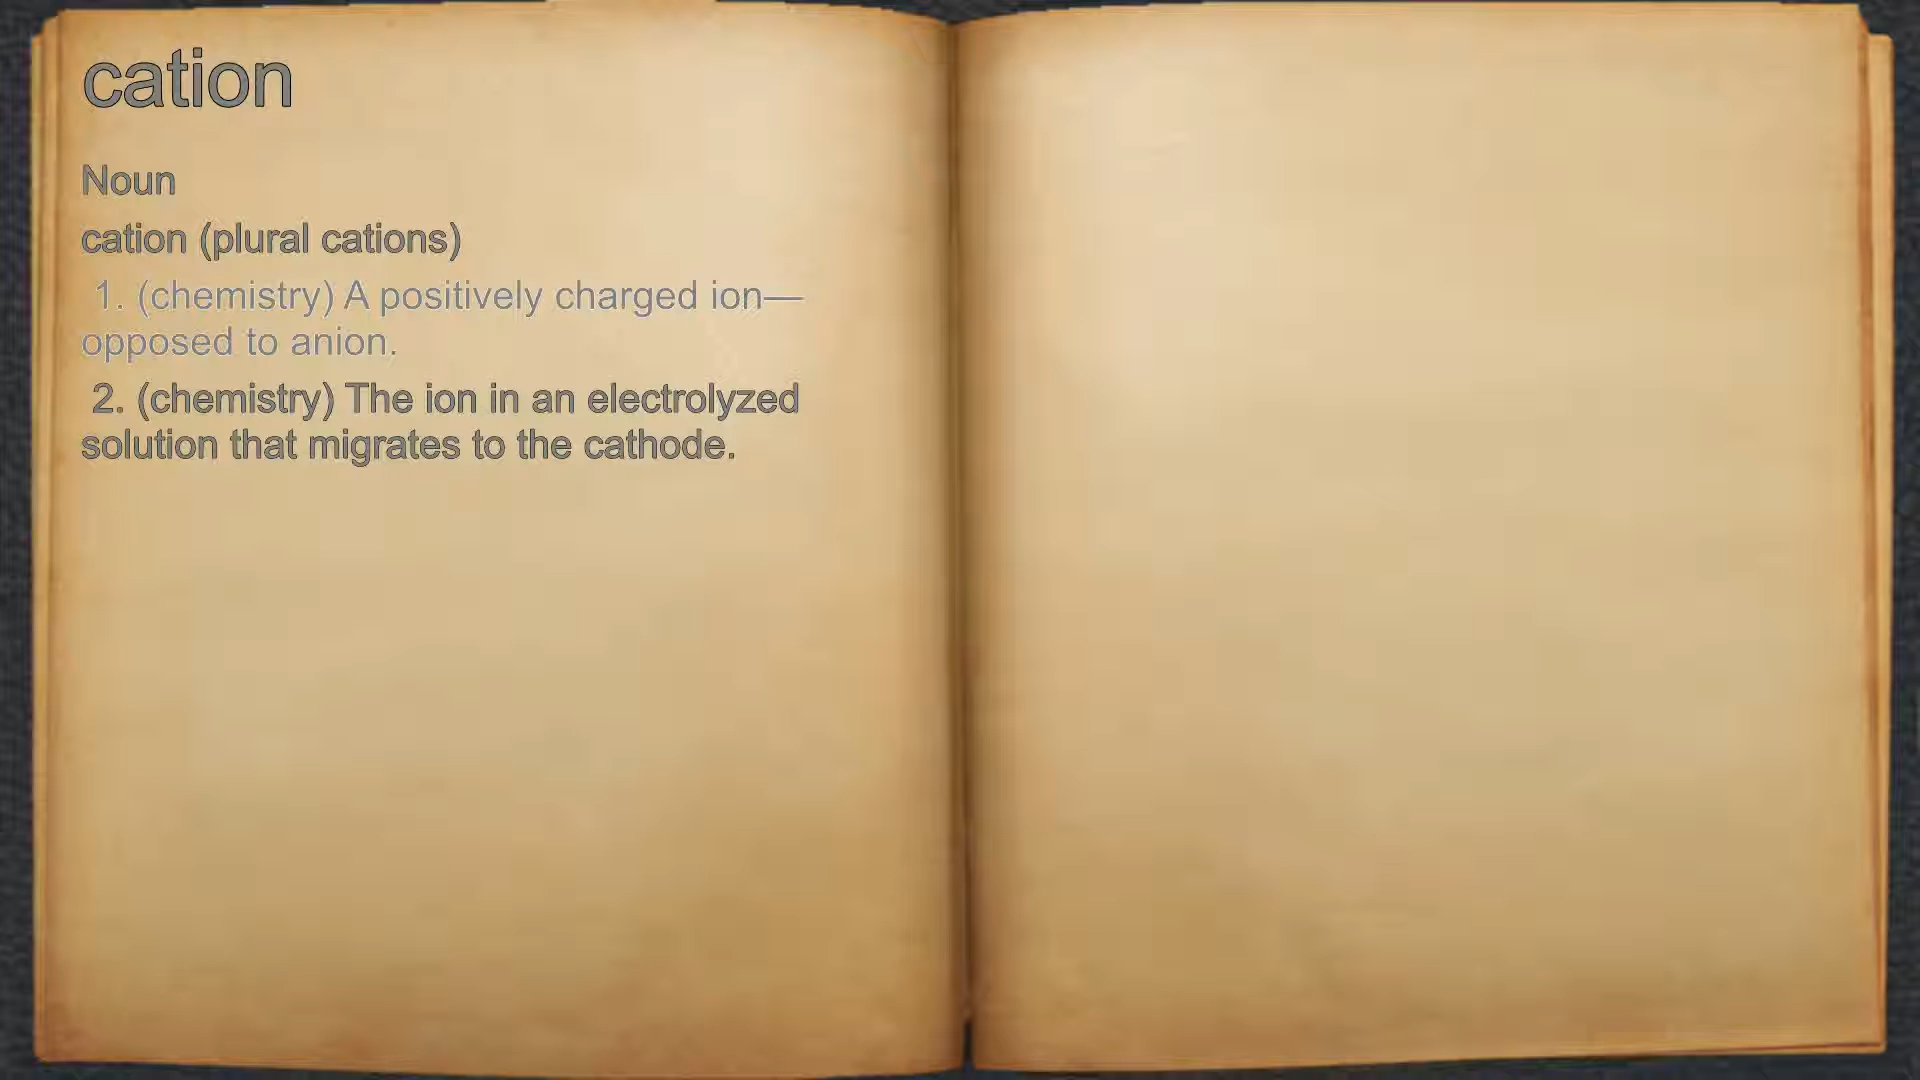 cation
Noun
cation (plural cations)
1. (chemistry) A positively charged ion—
opposed to anion.
2. (chemistry) The ion in an electrolyzed
solution that migrates to the cathode.